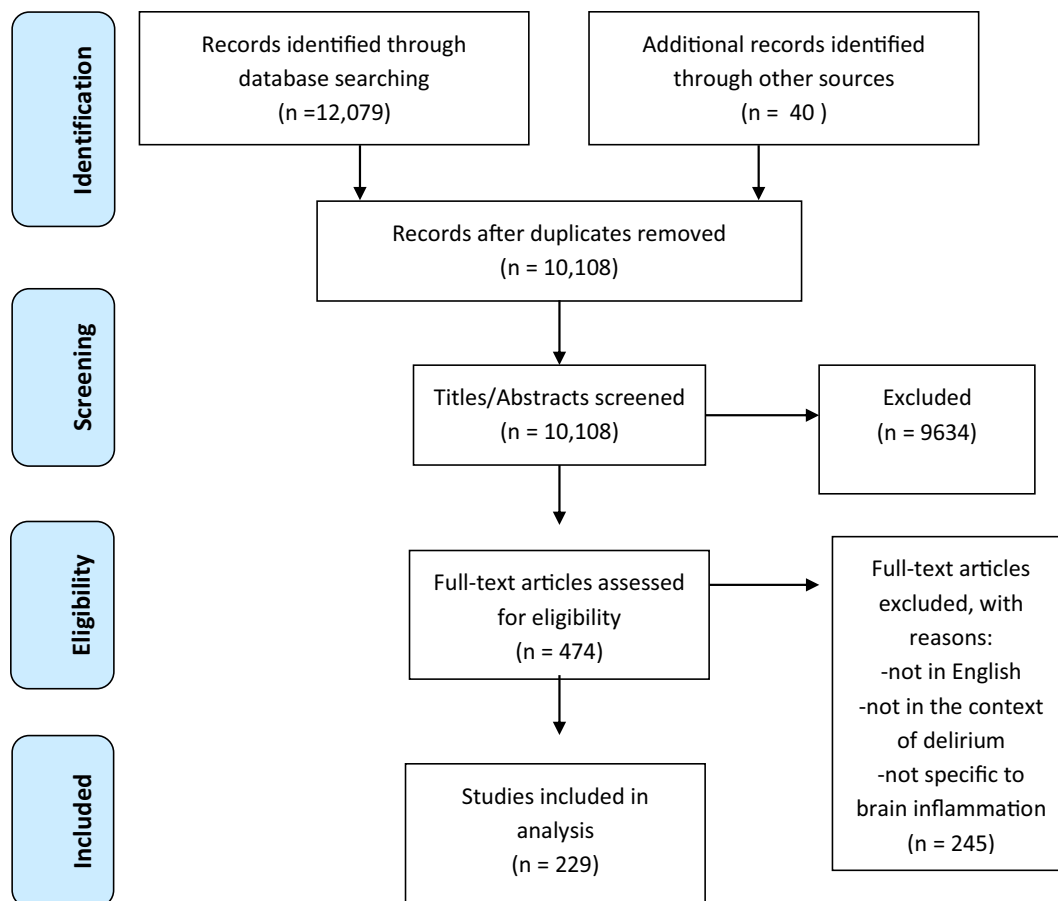 Identification
Records identified through
database searching
(n =12,079)
Additional records identified
through other sources
(n =  40 )
Records after duplicates removed
(n = 10,108)
Screening
Titles/Abstracts screened
(n = 10,108)
Excluded
(n = 9634)
Eligibility
Full-text articles assessed
for eligibility
(n = 474)
Full-text articles
excluded, with
reasons:
-not in English
-not in the context
of delirium
-not specific to
brain inflammation
(n = 245)
Included
Studies included in
analysis
(n = 229)